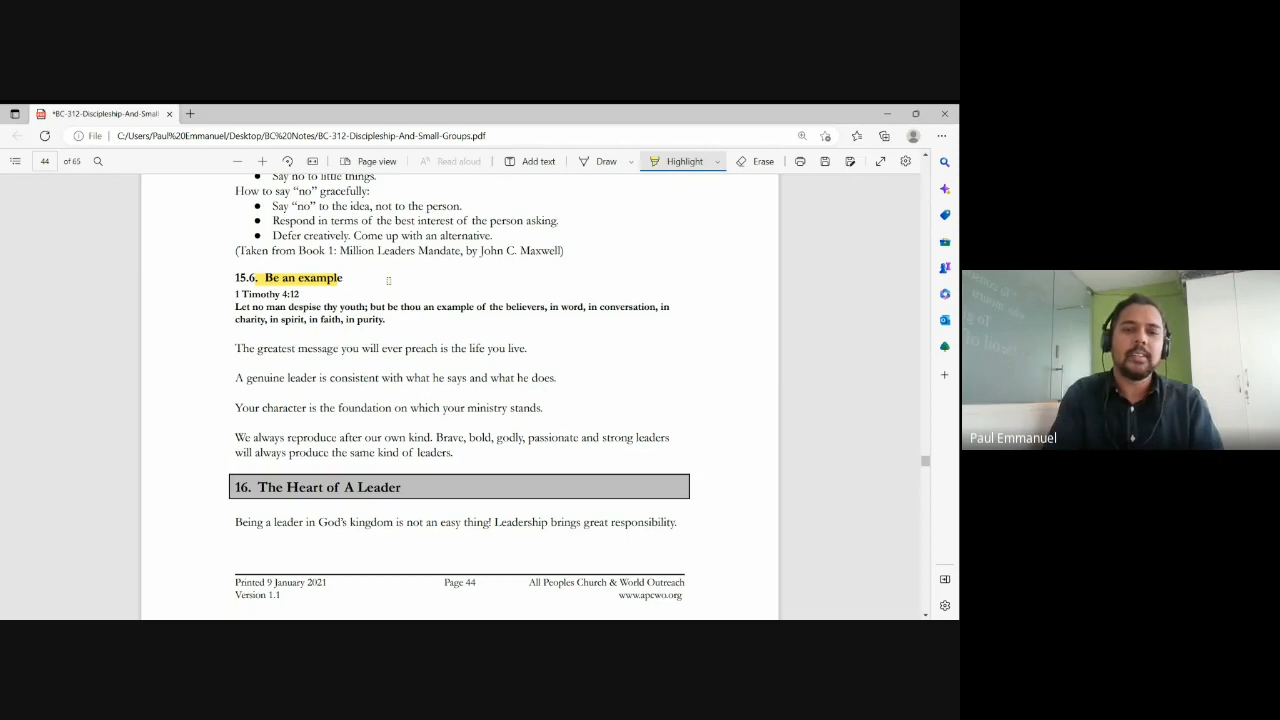 *BC-312-Discipleship-And-Small
File
C:/Users/Paul%20Emmanuel/Desktop/BC%20Notes/BC-312-Discipleship-And-Small-Groups.pdf
44 of 65
Page view
Read aloud
Add text
Draw
Highlight
Erase
• Say no to little things.
How to say “no” gracefully:
• Say “no” to the idea, not to the person.
• Respond in terms of the best interest of the person asking.
• Defer creatively. Come up with an alternative.
(Taken from Book 1: Million Leaders Mandate, by John C. Maxwell)
15.6. Be an example
1 Timothy 4:12
Let no man despise thy youth; but be thou an example of the believers, in word, in conversation, in
charity, in spirit, in faith, in purity.
The greatest message you will ever preach is the life you live.
A genuine leader is consistent with what he says and what he does.
Your character is the foundation on which your ministry stands.
We always reproduce after our own kind. Brave, bold, godly, passionate and strong leaders
will always produce the same kind of leaders.
16. The Heart of A Leader
Being a leader in God’s kingdom is not an easy thing! Leadership brings great responsibility.
Printed 9 January 2021 Page 44 All Peoples Church & World Outreach
Version 1.1 www.apcwo.org
Paul Emmanuel